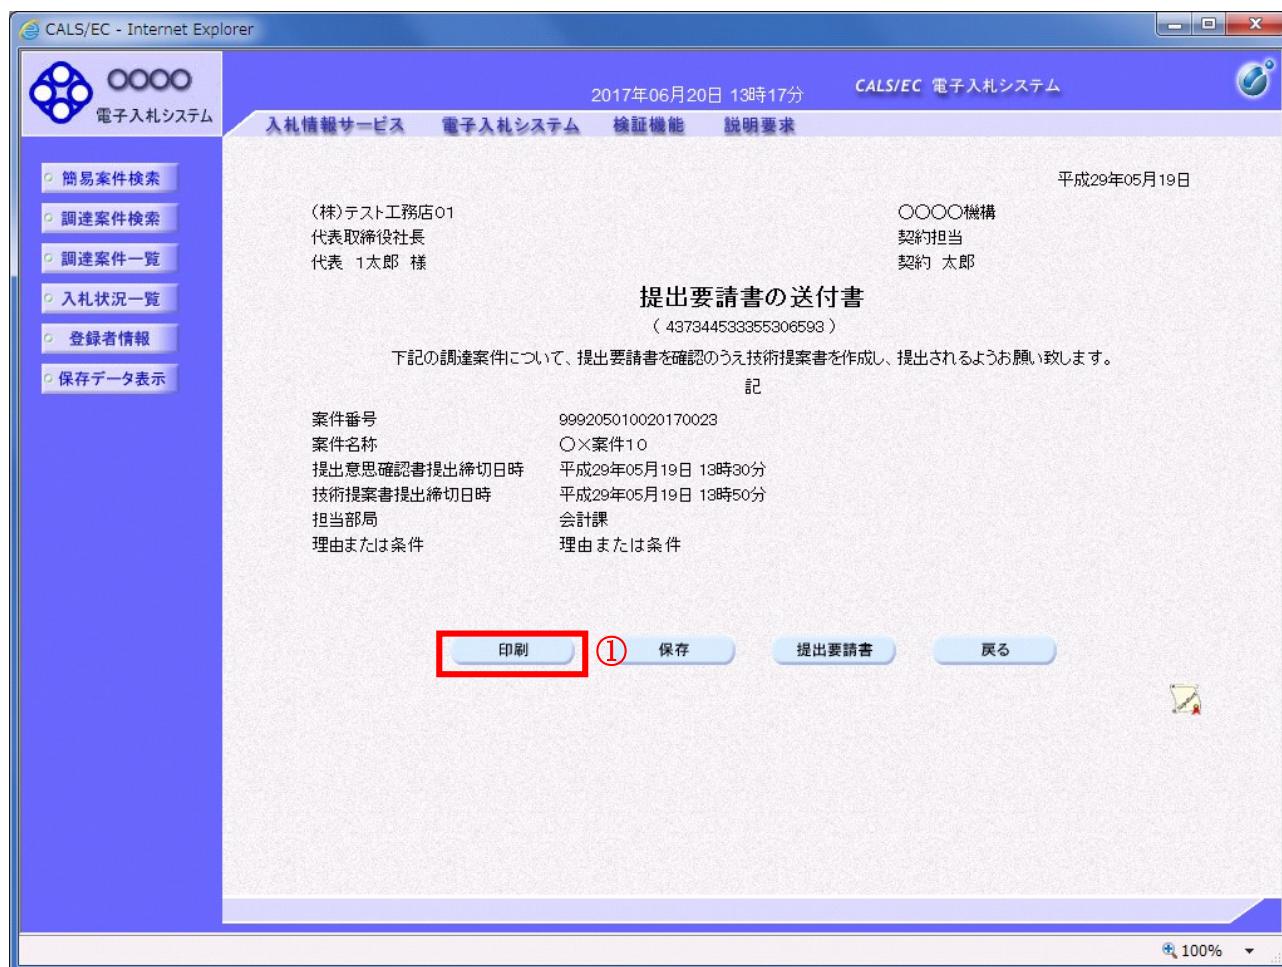 CALS/EC - Internet Explorer
○○○○
電子入札システム
2017年06月20日 13時17分
CALS/EC 電子入札システム
入札情報サービス 電子入札システム 検証機能 説明要求
簡易案件検索
調達案件検索
調達案件一覧
入札状況一覧
登録者情報
保存データ表示
平成29年05月19日
(株)テスト工務店01
代表取締役社長
代表 1太郎 様
○○○○機構
契約担当
契約 太郎
提出要請書の送付書
( 437344533355306593 )
下記の調達案件について、提出要請書を確認のうえ技術提案書を作成し、提出されるようお願い致します。
記
案件番号 999205010020170023
案件名称 ○×案件10
提出意思確認書提出締切日時 平成29年05月19日 13時30分
技術提案書提出締切日時 平成29年05月19日 13時50分
担当部局 会計課
理由または条件 理由または条件
印刷 ① 保存 提出要請書 戻る
100%